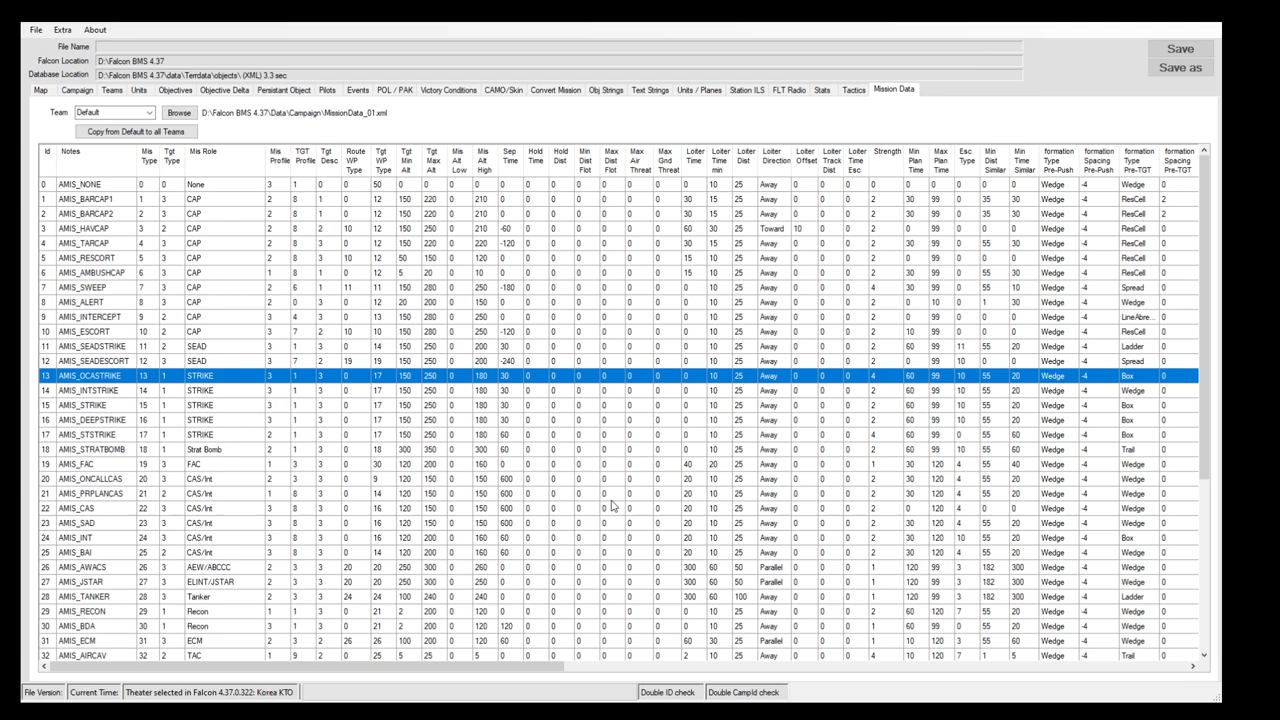 File Extra About
File Name
Falcon Location D:\Falcon BMS 4.37
Save
Database Location D:\Falcon BMS 4.37\data\Terrdata\objects\ (XML) 3.3 sec
Save as
Map Campaign Teams Units Objectives Objective Delta Persistant Object Pilots Events POL / PAK Victory Conditions CAMO/Skin Convert Mission Obj Strings Text Strings Units / Planes Station ILS FLT Radio Stats Tactics Mission Data
Team Default Browse D:\Falcon BMS 4.37\Data\Campaign\MissionData_01.xml
Copy from Default to all Teams
Id Notes Mis Type Tgt Type Mis Role Mis Profile TGT Profile Tgt Desc Route WP Type Tgt WP Type Tgt Min Alt Tgt Max Alt Mis Alt Low Mis Alt High Sep Time Hold Time Hold Dist Min Dist Flot Max Dist Flot Max Air Threat Max Gnd Threat Loiter Time Loiter Time min Loiter Dist Loiter Direction Loiter Offset Loiter Track Dist Loiter Time Esc Strength Min Plan Time Max Plan Time Esc Type Min Dist Similar Min Time Similar formation Type Pre-Push formation Spacing Pre-Push formation Type Pre-TGT formation Spacing Pre-TGT
0 AMIS_NONE 0 0 None 3 1 0 0 50 0 0 0 0 0 0 0 0 0 0 0 0 10 25 Away 0 0 0 0 0 0 0 0 0 Wedge -4 Wedge 0
1 AMIS_BARCAP1 1 3 CAP 2 8 1 0 12 150 220 0 210 0 0 0 0 0 0 0 30 15 25 Away 0 0 0 2 30 99 0 35 30 Wedge -4 ResCell 2
2 AMIS_BARCAP2 2 3 CAP 2 8 1 0 12 150 220 0 210 0 0 0 0 0 0 0 30 15 25 Away 0 0 0 2 30 99 0 35 30 Wedge -4 ResCell 2
3 AMIS_HAVCAP 3 2 CAP 2 8 2 10 12 150 250 0 210 -60 0 0 0 0 0 0 60 30 25 Toward 10 0 0 2 30 99 0 0 0 Wedge -4 ResCell 0
4 AMIS_TARCAP 4 3 CAP 2 8 3 0 12 150 220 0 220 -120 0 0 0 0 0 0 30 15 25 Away 0 0 0 2 30 99 0 55 30 Wedge -4 ResCell 0
5 AMIS_RESCORT 5 2 CAP 2 8 3 10 12 50 150 0 120 0 0 0 0 0 0 0 15 10 25 Away 0 0 0 2 0 99 0 0 0 Wedge -4 ResCell 0
6 AMIS_AMBUSHCAP 6 3 CAP 1 8 1 0 12 5 20 0 10 0 0 0 0 0 0 0 15 10 25 Away 0 0 0 2 30 99 0 55 30 Wedge -4 ResCell 0
7 AMIS_SWEEP 7 3 CAP 2 6 1 11 11 150 280 0 250 -180 0 0 0 0 0 0 0 10 25 Away 0 0 0 4 30 99 0 55 10 Wedge -4 Spread 0
8 AMIS_ALERT 8 3 CAP 2 0 3 0 12 20 200 0 150 0 0 0 0 0 0 0 0 10 25 Away 0 0 0 2 0 10 0 1 30 Wedge -4 Wedge 0
9 AMIS_INTERCEPT 9 2 CAP 3 4 3 0 13 150 280 0 250 0 0 0 0 0 0 0 0 10 25 Away 0 0 0 2 0 99 0 0 0 Wedge -4 LineAbre... 0
10 AMIS_ESCORT 10 2 CAP 3 7 2 10 10 150 280 0 250 -120 0 0 0 0 0 0 0 10 25 Away 0 0 0 2 10 99 0 0 0 Wedge -4 ResCell 0
11 AMIS_SEADSTRIKE 11 2 SEAD 3 1 3 0 14 150 250 0 200 30 0 0 0 0 0 0 0 10 25 Away 0 0 0 2 60 99 11 55 20 Wedge -4 Ladder 0
12 AMIS_SEADESCORT 12 3 SEAD 3 7 2 19 19 150 250 0 200 -240 0 0 0 0 0 0 0 10 25 Away 0 0 0 2 60 99 10 0 0 Wedge -4 Spread 0
13 AMIS_OCASTRIKE 13 1 STRIKE 3 1 3 0 17 150 250 0 180 30 0 0 0 0 0 0 0 10 25 Away 0 0 0 4 60 99 10 55 20 Wedge -4 Box 0
14 AMIS_INTSTRIKE 14 1 STRIKE 3 1 3 0 17 150 250 0 180 30 0 0 0 0 0 0 0 10 25 Away 0 0 0 2 60 99 10 55 20 Wedge -4 Wedge 0
15 AMIS_STRIKE 15 1 STRIKE 3 1 3 0 17 150 250 0 180 30 0 0 0 0 0 0 0 10 25 Away 0 0 0 2 60 99 10 55 20 Wedge -4 Box 0
16 AMIS_DEEPSTRIKE 16 1 STRIKE 3 1 3 0 17 150 250 0 180 30 0 0 0 0 0 0 0 10 25 Away 0 0 0 2 60 99 10 55 20 Wedge -4 Box 0
17 AMIS_STSTRIKE 17 1 STRIKE 3 1 3 0 17 150 250 0 180 60 0 0 0 0 0 0 0 10 25 Away 0 0 0 4 60 99 0 55 60 Wedge -4 Box 0
18 AMIS_STRATBOMB 18 1 Strat Bomb 3 1 3 0 18 300 350 0 300 60 0 0 0 0 0 0 0 10 25 Away 0 0 0 2 60 99 10 55 60 Wedge -4 Trail 0
19 AMIS_FAC 19 3 FAC 1 3 3 0 30 120 200 0 160 0 0 0 0 0 0 0 40 20 25 Away 0 0 0 1 30 120 4 55 40 Wedge -4 Wedge 0
20 AMIS_ONCALLCAS 20 3 CAS/Int 3 3 3 0 9 120 150 0 150 600 0 0 0 0 0 0 20 10 25 Away 0 0 0 2 30 120 4 55 20 Wedge -4 Wedge 0
21 AMIS_PRPLANCAS 21 2 CAS/Int 1 8 3 0 14 120 150 0 150 600 0 0 0 0 0 0 20 10 25 Away 0 0 0 2 30 120 4 55 20 Wedge -4 Wedge 0
22 AMIS_CAS 22 2 CAS/Int 3 8 3 0 16 120 150 0 150 600 0 0 0 0 0 0 20 10 25 Away 0 0 0 2 0 99 4 0 0 Wedge -4 Wedge 0
23 AMIS_SAD 23 3 CAS/Int 3 8 3 0 16 120 150 0 150 600 0 0 0 0 0 0 20 10 25 Away 0 0 0 2 30 120 4 55 20 Wedge -4 Wedge 0
24 AMIS_INT 24 3 CAS/Int 3 8 3 0 16 120 200 0 160 60 0 0 0 0 0 0 20 10 25 Away 0 0 0 2 30 120 10 55 20 Wedge -4 Box 0
25 AMIS_BAI 25 2 CAS/Int 3 8 3 0 14 120 200 0 160 60 0 0 0 0 0 0 20 10 25 Away 0 0 0 2 30 120 4 55 20 Wedge -4 Wedge 0
26 AMIS_AWACS 26 3 AEW/ABCCC 3 3 2 20 20 250 300 0 260 0 0 0 0 0 0 0 300 60 50 Parallel 0 0 0 1 120 99 3 182 300 Wedge -4 Wedge 0
27 AMIS_JSTAR 27 3 ELINT/JSTAR 3 3 2 20 20 250 300 0 250 0 0 0 0 0 0 0 300 60 50 Parallel 0 0 0 1 120 99 3 182 300 Wedge -4 Wedge 0
28 AMIS_TANKER 28 3 Tanker 3 3 2 24 24 100 240 0 240 0 0 0 0 0 0 0 300 60 100 Parallel 0 0 0 1 120 99 3 182 300 Wedge -4 Ladder 0
29 AMIS_RECON 29 1 Recon 1 1 3 0 21 2 200 0 120 0 0 0 0 0 0 0 0 10 25 Away 0 0 0 2 60 120 7 55 20 Wedge -4 Wedge 0
30 AMIS_BDA 30 1 Recon 3 1 3 0 21 2 200 0 120 120 0 0 0 0 0 0 0 10 25 Away 0 0 0 1 60 120 7 55 20 Wedge -4 Wedge 0
31 AMIS_ECM 31 3 ECM 2 3 2 26 26 100 200 0 120 60 0 0 0 0 0 0 60 30 25 Parallel 0 0 0 1 10 120 3 55 60 Wedge -4 Wedge 0
32 AMIS_AIRCAV 32 2 TAC 1 9 2 0 25 5 25 0 5 0 0 0 0 0 0 0 2 10 25 Away 0 0 0 4 10 120 2 1 5 Wedge -4 Trail 0
File Version: Current Time: Theater selected in Falcon 4.37.0.322: Korea KTO Double ID check Double CampId check